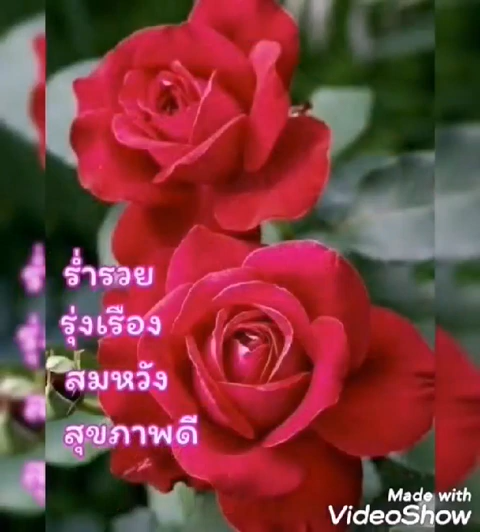 ร่ำรวย
รุ่งเรือง
สมหวัง
สุขภาพดี
Made with
VideoShow